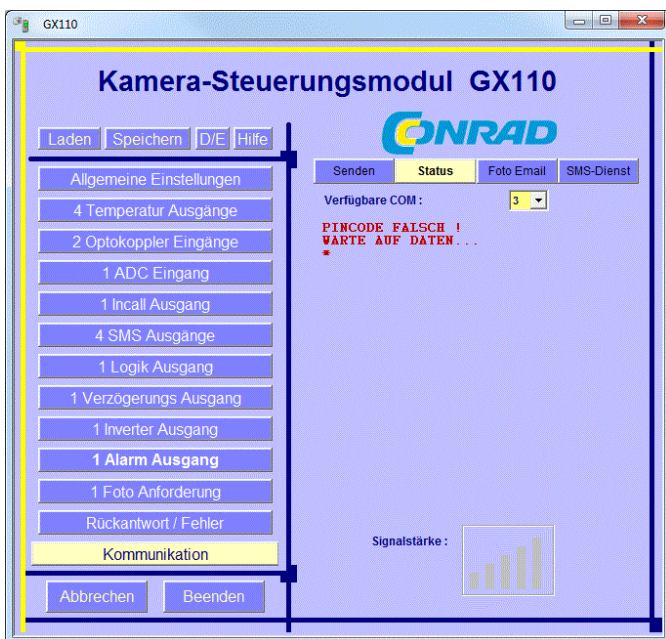 GX110
Kamera-Steuerungsmodul GX110
Laden Speichern D/E Hilfe
CONRAD
Allgemeine Einstellungen
4 Temperatur Ausgänge
2 Optokoppler Eingänge
1 ADC Eingang
1 Incall Ausgang
4 SMS Ausgänge
1 Logik Ausgang
1 Verzögerungs Ausgang
1 Inverter Ausgang
1 Alarm Ausgang
1 Foto Anforderung
Rückantwort / Fehler
Kommunikation
Abbrechen Beenden
Senden Status Foto Email SMS-Dienst
Verfügbare COM : 3
PINCODE FALSCH !
WARTE AUF DATEN...
*
Signalstärke :